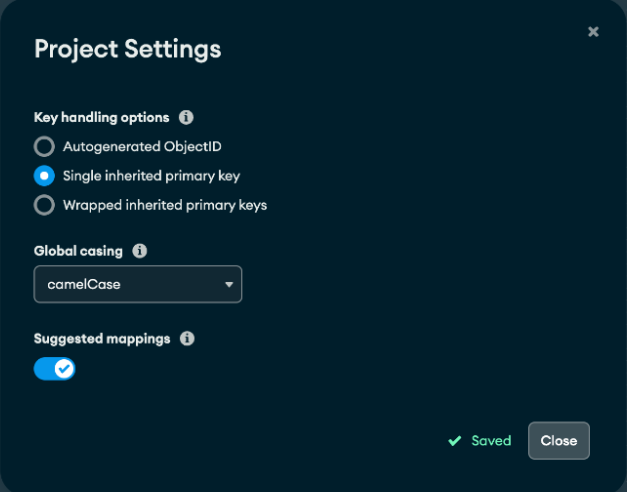 Project Settings
Key handling options
Autogenerated ObjectID
Single inherited primary key
Wrapped inherited primary keys
Global casing
camelCase
Suggested mappings
Saved
Close